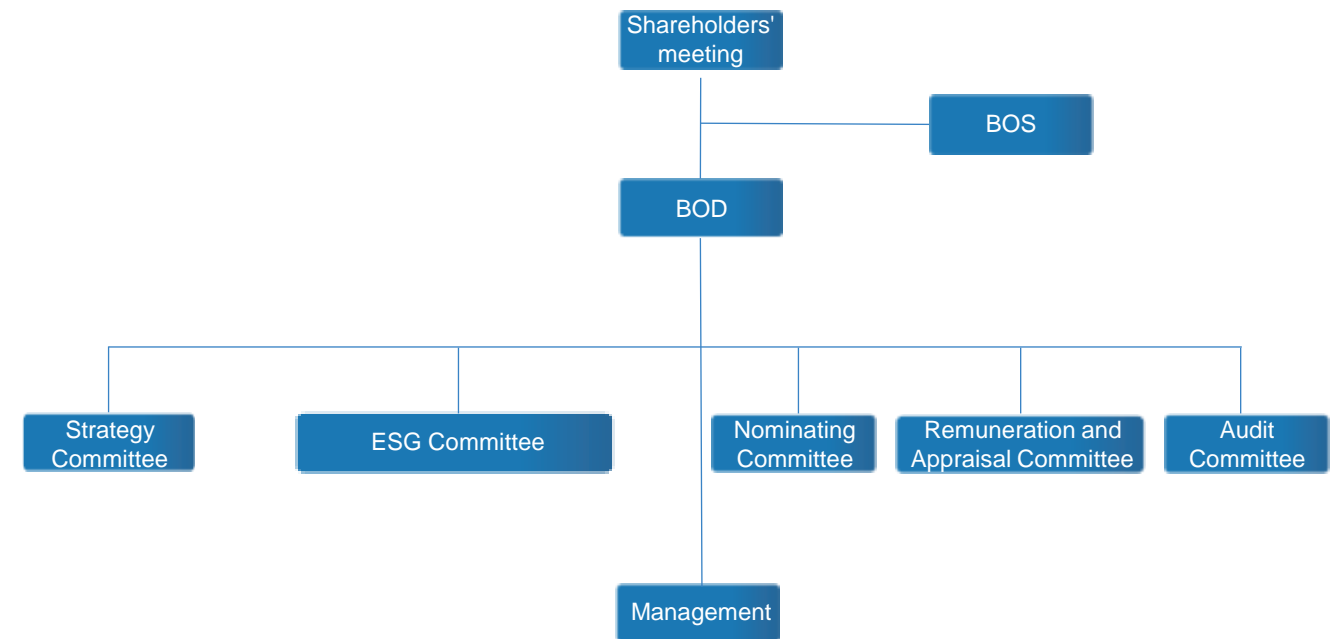 Shareholders'
meeting
BOS
BOD
Strategy
Committee
ESG Committee
Nominating
Committee
Remuneration and
Appraisal Committee
Audit
Committee
Management